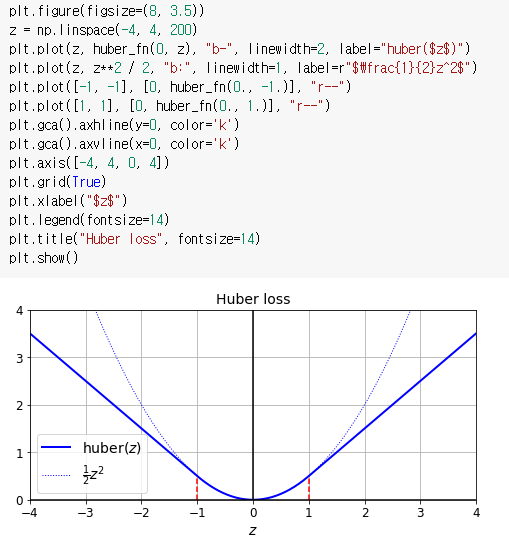 plt.figure(figsize=(8, 3.5))
z = np.linspace(-4, 4, 200)
plt.plot(z, huber_fn(0, z), "b-", linewidth=2, label="huber($z$)")
plt.plot(z, z**2 / 2, "b:", linewidth=1, label=r"$₩frac{1}{2}z^2$")
plt.plot([-1, -1], [0, huber_fn(0., -1.)], "r--")
plt.plot([1, 1], [0, huber_fn(0., 1.)], "r--")
plt.gca().axhline(y=0, color='k')
plt.gca().axvline(x=0, color='k')
plt.axis([-4, 4, 0, 4])
plt.grid(True)
plt.xlabel("$z$")
plt.legend(fontsize=14)
plt.title("Huber loss", fontsize=14)
plt.show()
Huber loss
4
3
2
1
0
huber(z)
½z²
−4 −3 −2 −1 0 1 2 3 4
z